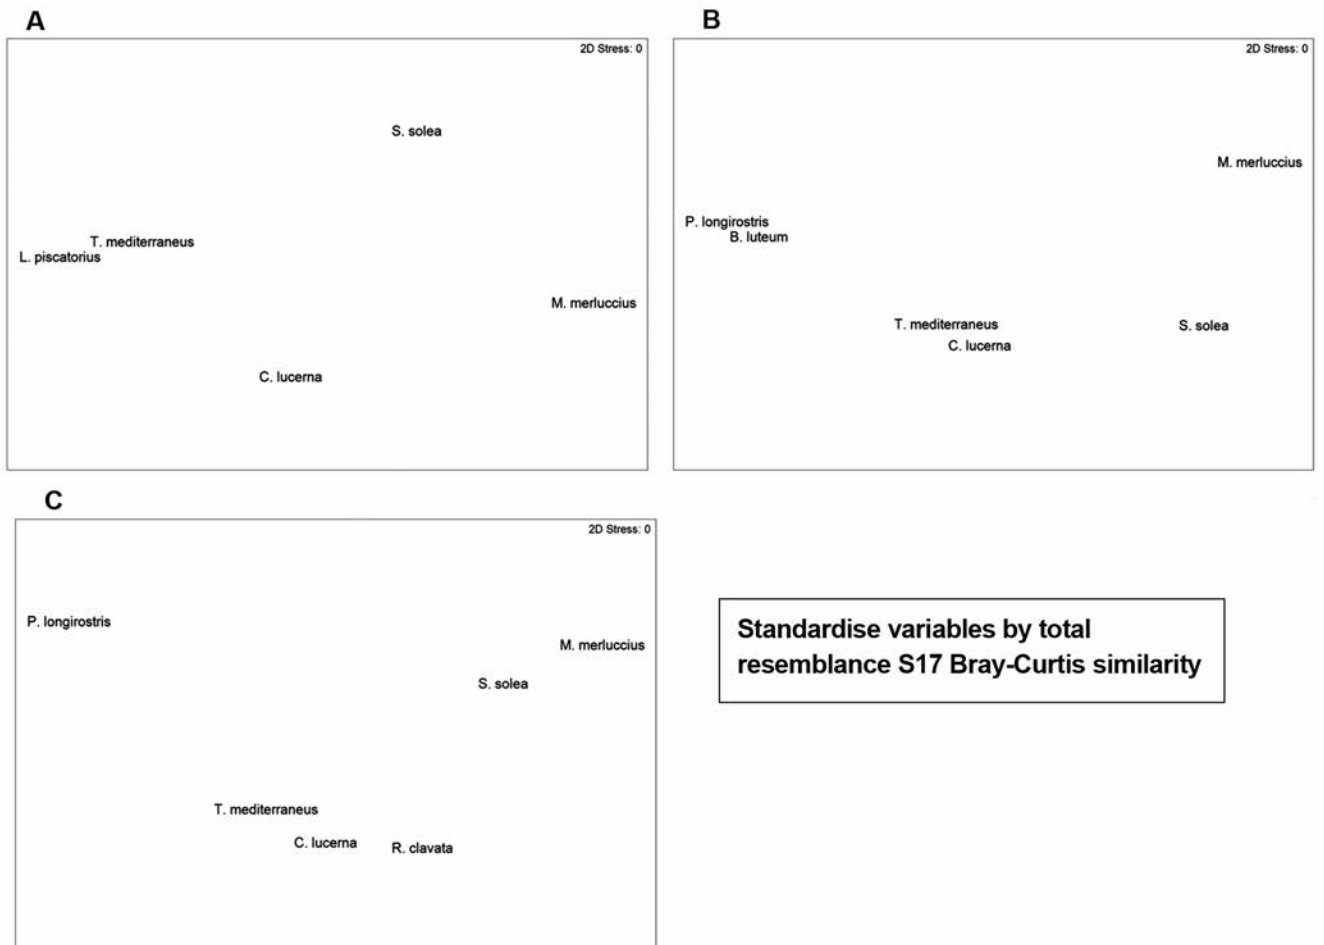 A
2D Stress: 0
S. solea
T. mediterraneus
L. piscatorius
M. merluccius
C. lucerna
B
2D Stress: 0
M. merluccius
P. longirostris
B. luteum
T. mediterraneus
S. solea
C. lucerna
C
2D Stress: 0
P. longirostris
M. merluccius
S. solea
T. mediterraneus
C. lucerna
R. clavata
Standardise variables by total
resemblance S17 Bray-Curtis similarity